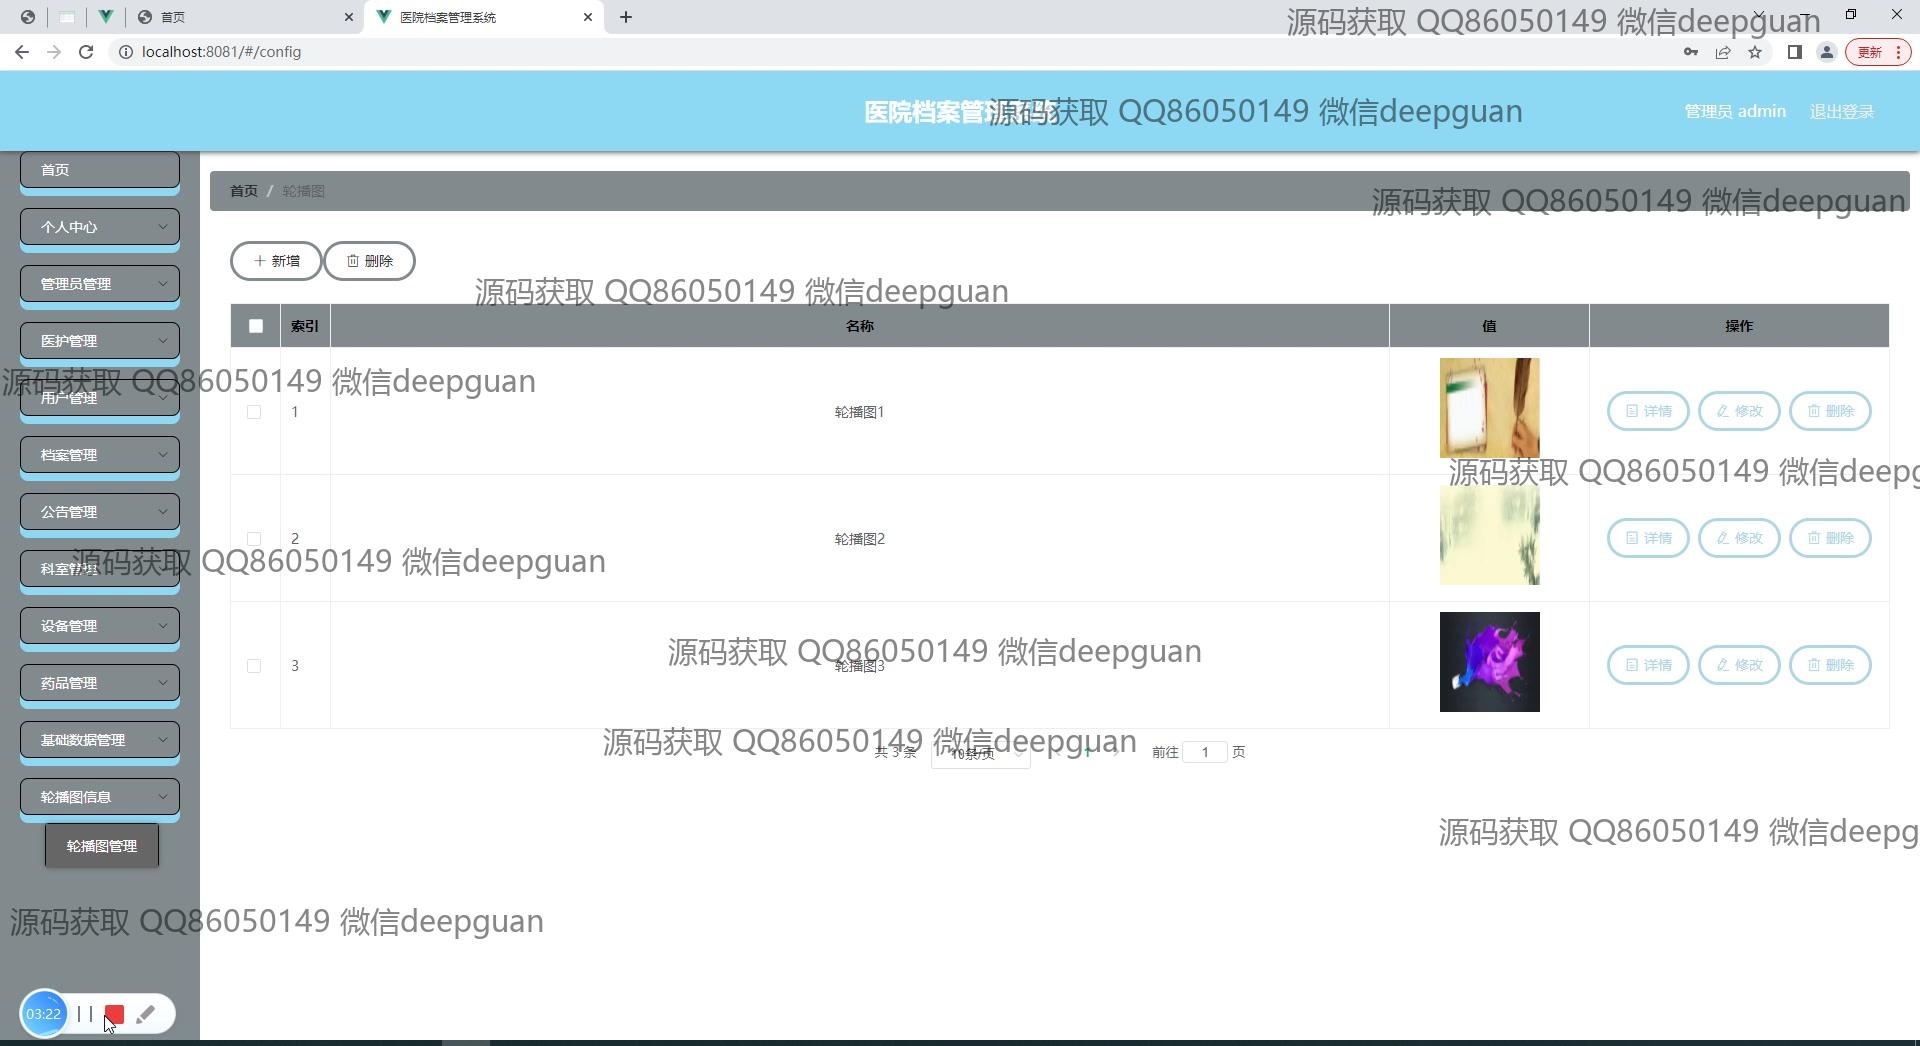 首页
医院档案管理系统
源码获取 QQ86050149 微信deepguan
localhost:8081/#/config
更新
医院档案管理系统
源码获取 QQ86050149 微信deepguan
管理员 admin
退出登录
首页
首页 / 轮播图
源码获取 QQ86050149 微信deepguan
个人中心
新增
删除
管理员管理
源码获取 QQ86050149 微信deepguan
索引
名称
值
操作
医护管理
源码获取 QQ86050149 微信deepguan
用户管理
1
轮播图1
详情
修改
删除
档案管理
源码获取 QQ86050149 微信deepg
公告管理
2
轮播图2
详情
修改
删除
源码获取 QQ86050149 微信deepguan
科室管理
设备管理
源码获取 QQ86050149 微信deepguan
3
轮播图3
详情
修改
删除
药品管理
基础数据管理
源码获取 QQ86050149 微信deepguan
共 3 条
10条/页
1
前往 1 页
轮播图信息
源码获取 QQ86050149 微信deepg
轮播图管理
源码获取 QQ86050149 微信deepguan
03:22